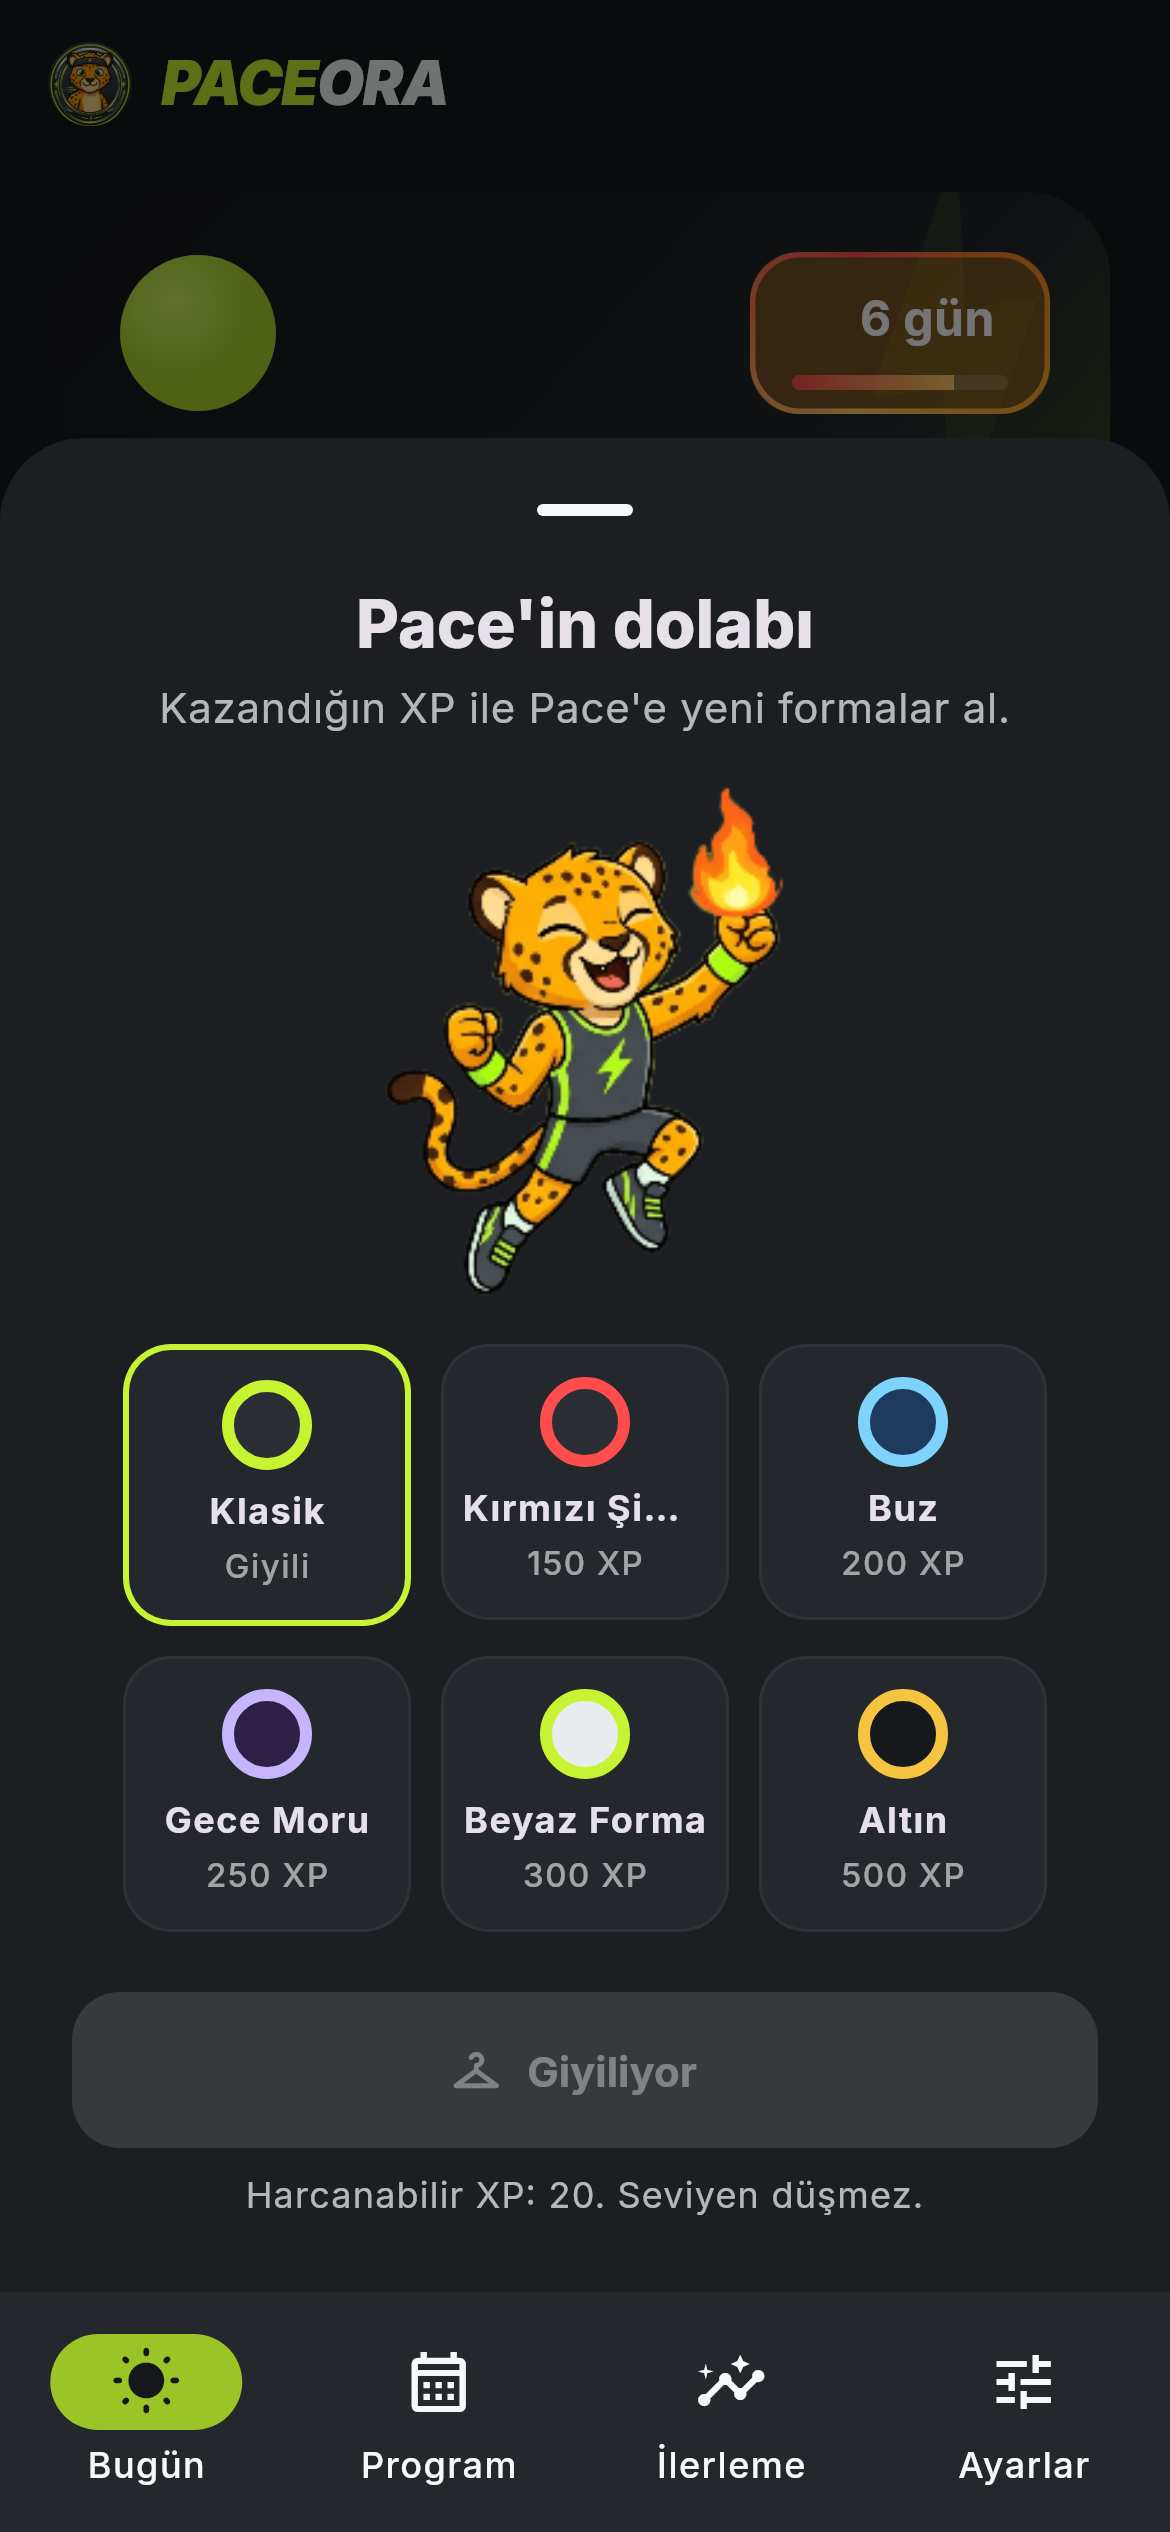 PACEORA
6 gün
Pace'in dolabı
Kazandığın XP ile Pace'e yeni formalar al.
Klasik
Giyili
Kırmızı Şi...
150 XP
Buz
200 XP
Gece Moru
250 XP
Beyaz Forma
300 XP
Altın
500 XP
Giyiliyor
Harcanabilir XP: 20. Seviyen düşmez.
Bugün
Program
İlerleme
Ayarlar